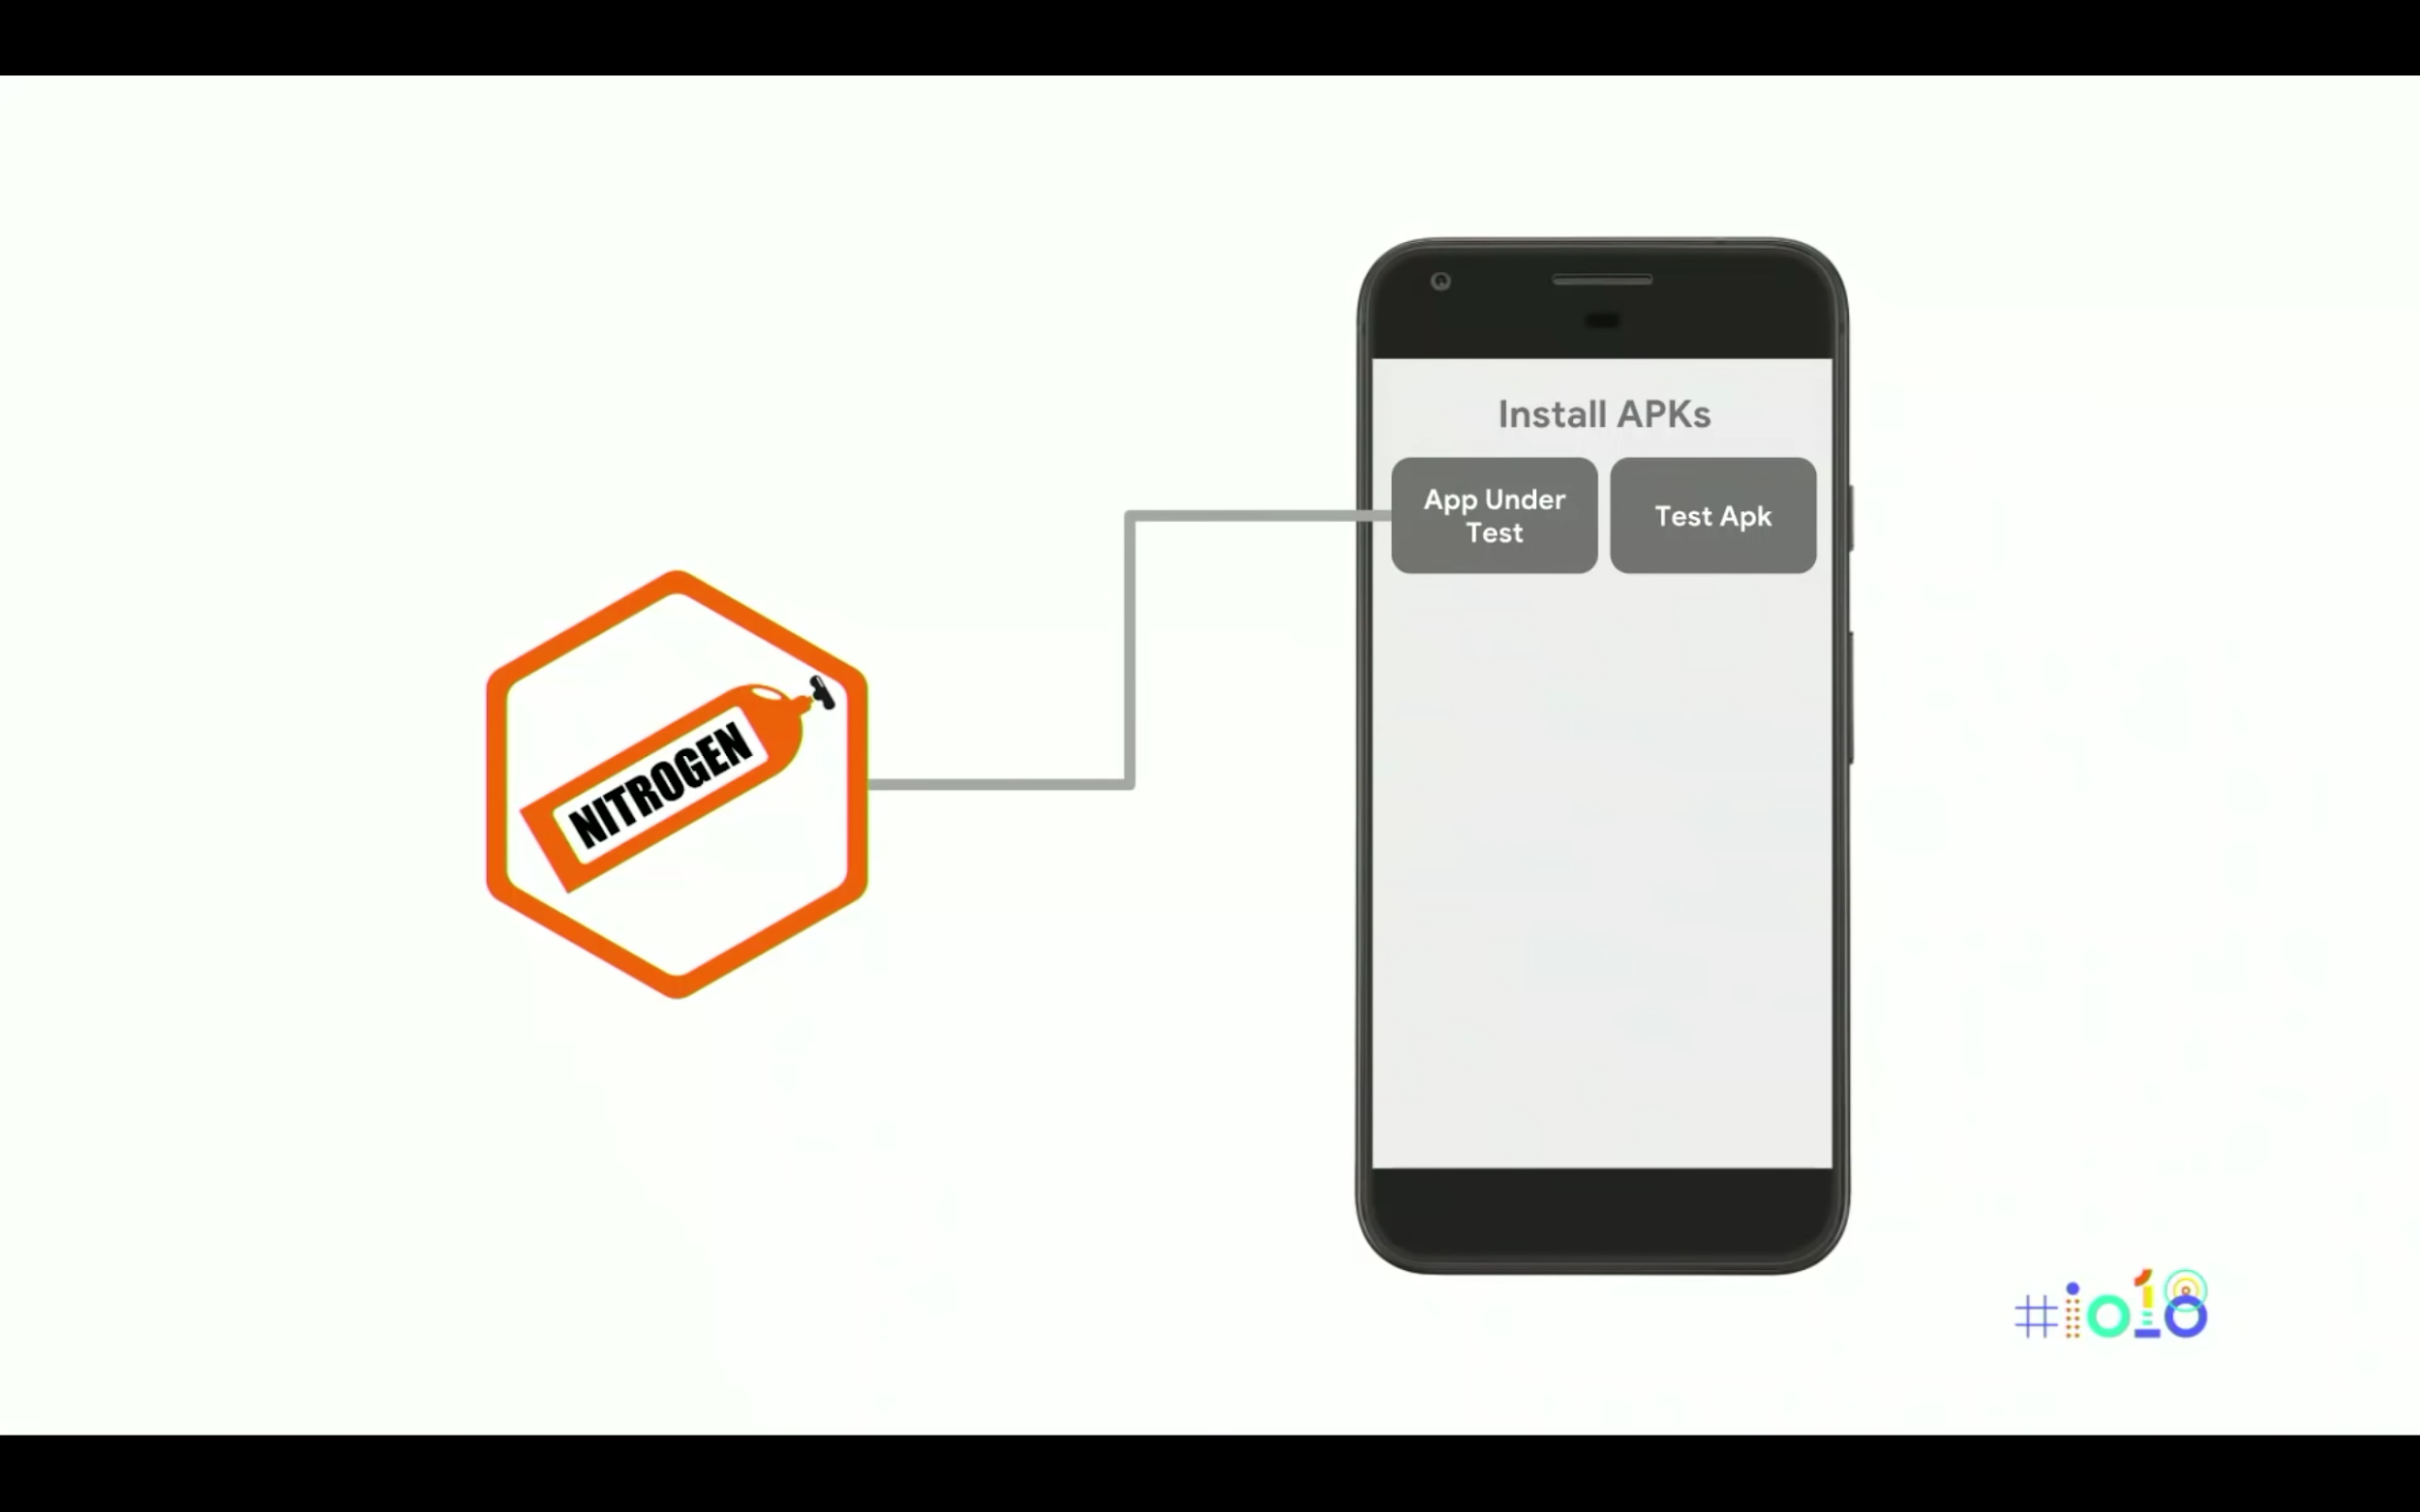 Install APKs
App Under
Test
Test Apk
NITROGEN
#io18